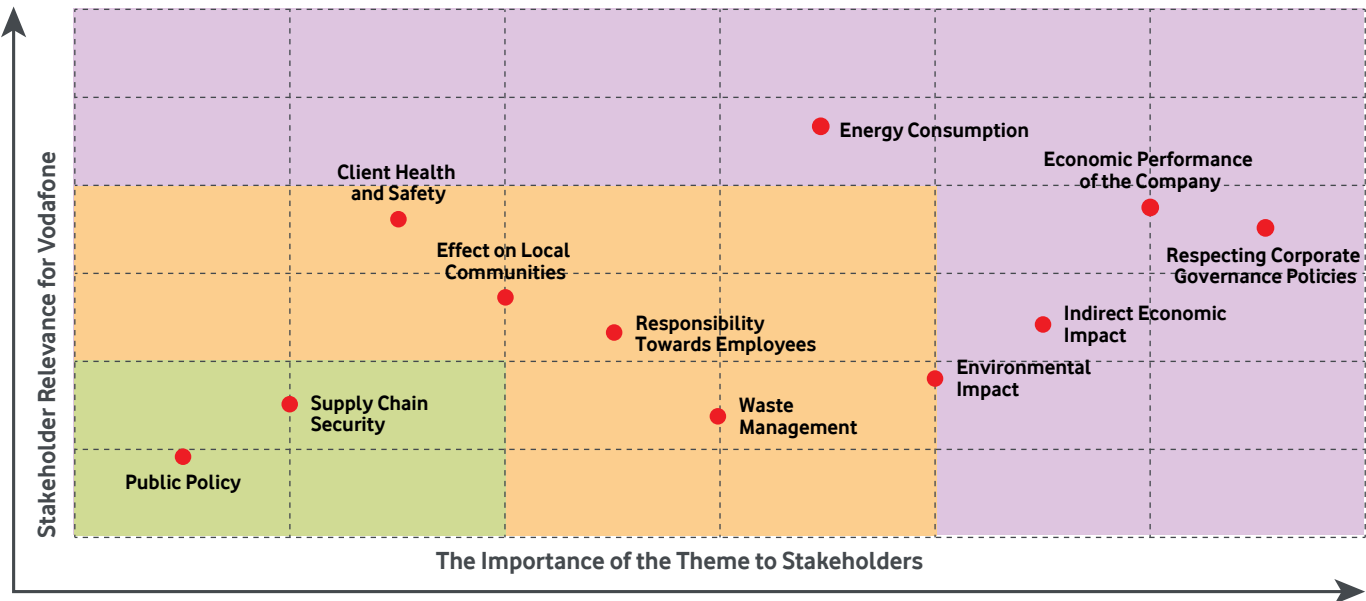 Stakeholder Relevance for Vodafone
Energy Consumption
Economic Performance
of the Company
Client Health
and Safety
Effect on Local
Communities
Respecting Corporate
Governance Policies
Indirect Economic
Impact
Responsibility
Towards Employees
Environmental
Impact
Supply Chain
Security
Waste
Management
Public Policy
The Importance of the Theme to Stakeholders